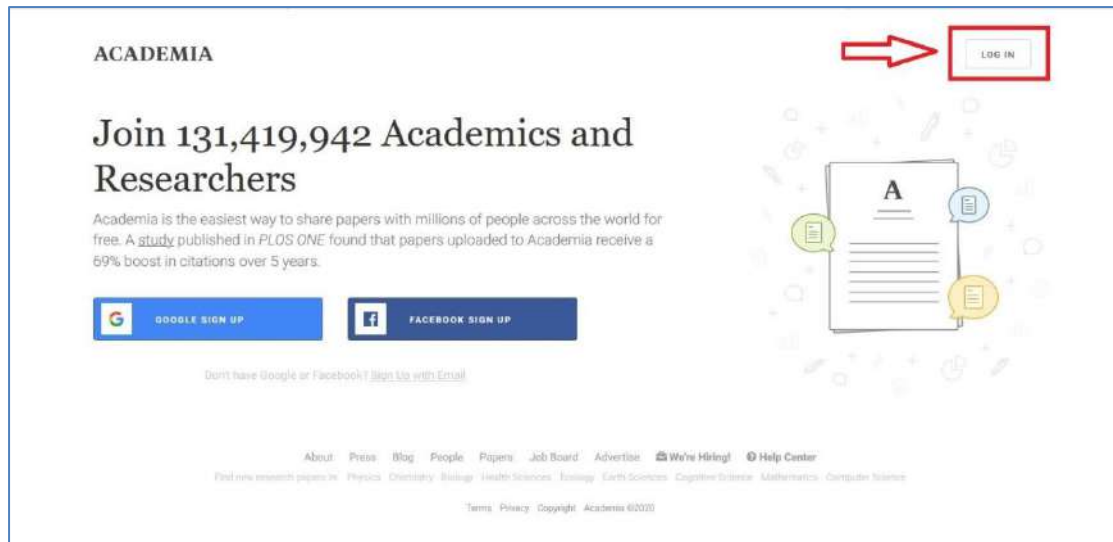 ACADEMIA
LOG IN
Join 131,419,942 Academics and
Researchers
Academia is the easiest way to share papers with millions of people across the world for
free. A study published in PLOS ONE found that papers uploaded to Academia receive a
69% boost in citations over 5 years.
GOOGLE SIGN UP
FACEBOOK SIGN UP
Don't have Google or Facebook? Sign Up with Email
A
About Press Blog People Papers Job Board Advertise We're Hiring! Help Center
Find new research papers in: Physics Chemistry Biology Health Sciences Ecology Earth Sciences Cognitive Science Mathematics Computer Science
Terms Privacy Copyright Academia ©2020